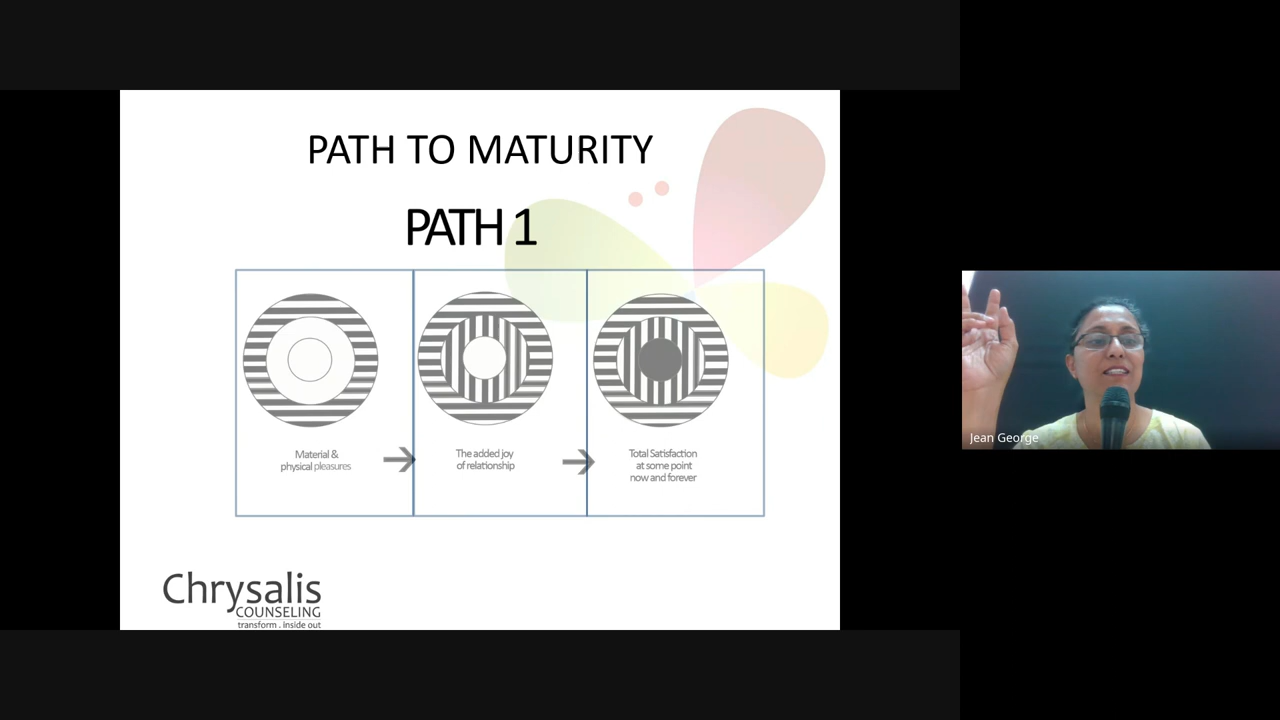 PATH TO MATURITY
PATH 1
Material &
physical pleasures
The added joy
of relationship
Total Satisfaction
at some point
now and forever
Chrysalis
COUNSELING
transform . inside out
Jean George